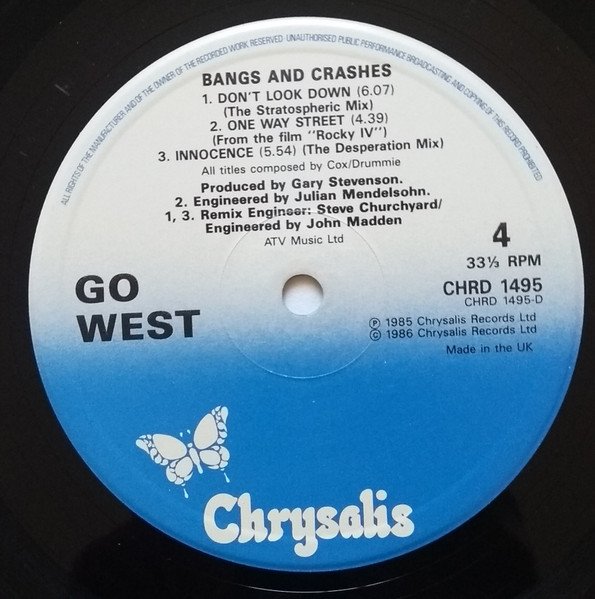 ALL RIGHTS OF THE MANUFACTURER AND OF THE OWNER OF THE RECORDED WORK RESERVED · UNAUTHORISED PUBLIC PERFORMANCE BROADCASTING AND COPYING OF THIS RECORD PROHIBITED
BANGS AND CRASHES
1. DON'T LOOK DOWN (6.07)
(The Stratospheric Mix)
2. ONE WAY STREET (4.39)
(From the film "Rocky IV")
3. INNOCENCE (5.54) (The Desperation Mix)
All titles composed by Cox/Drummie
Produced by Gary Stevenson.
2. Engineered by Julian Mendelsohn.
1, 3. Remix Engineer: Steve Churchyard/
Engineered by John Madden
ATV Music Ltd
4
33⅓ RPM
GO
WEST
CHRD 1495
CHRD 1495-D
Ⓟ 1985 Chrysalis Records Ltd
© 1986 Chrysalis Records Ltd
Made in the UK
Chrysalis